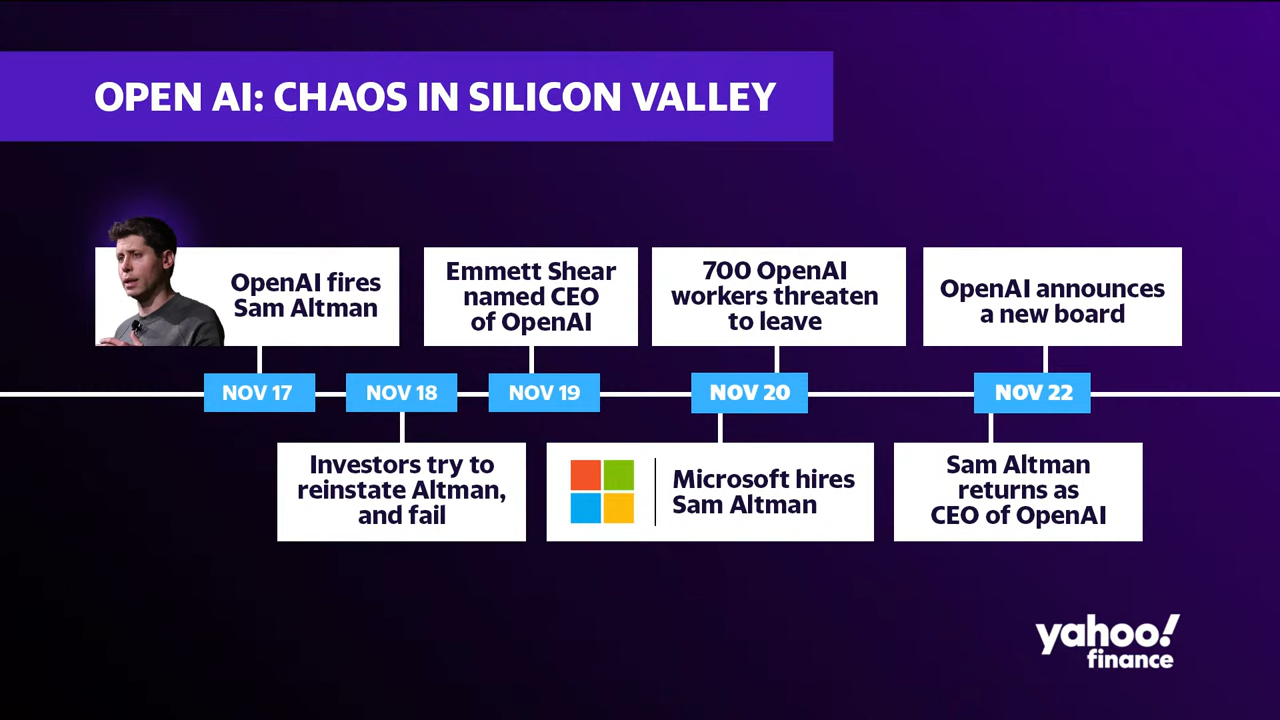 OPEN AI: CHAOS IN SILICON VALLEY
OpenAI fires
Sam Altman
Emmett Shear
named CEO
of OpenAI
700 OpenAI
workers threaten
to leave
OpenAI announces
a new board
NOV 17
NOV 18
NOV 19
NOV 20
NOV 22
Investors try to
reinstate Altman,
and fail
Microsoft hires
Sam Altman
Sam Altman
returns as
CEO of OpenAI
yahoo!
finance